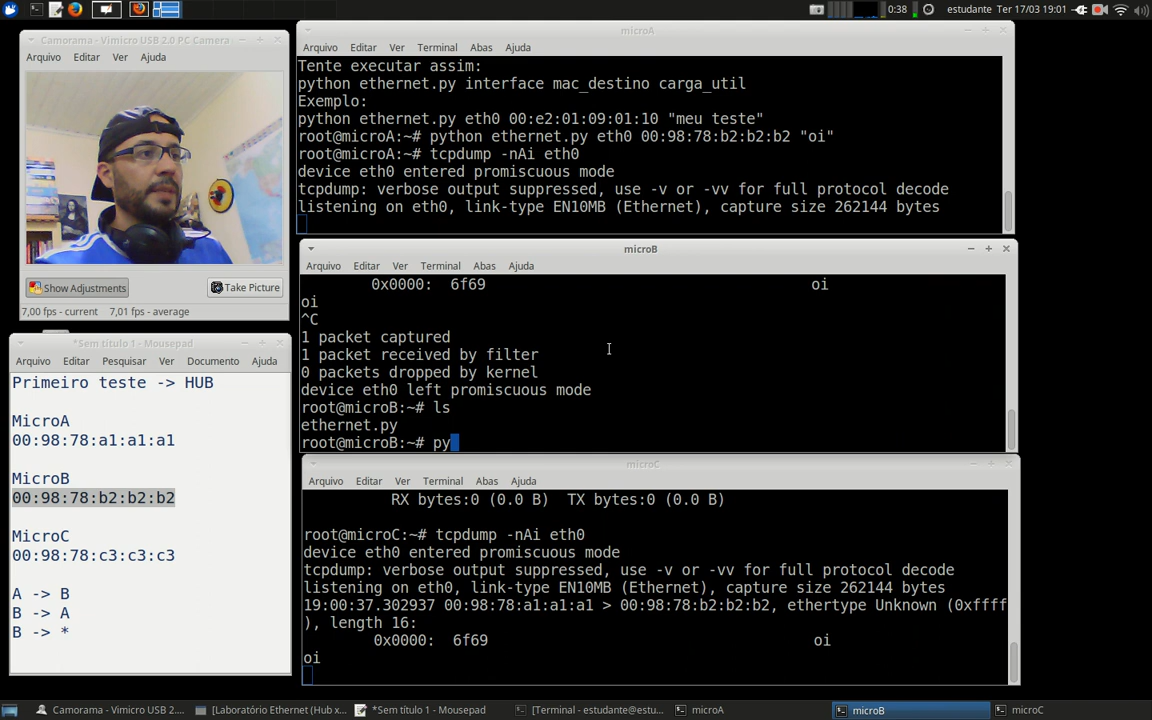 0:38 estudante Ter 17/03 19:01
Camorama - Vimicro USB 2.0 PC Camera
Arquivo Editar Ver Ajuda
Show Adjustments Take Picture
7,00 fps - current 7,01 fps - average
*Sem título 1 - Mousepad
Arquivo Editar Pesquisar Ver Documento Ajuda
Primeiro teste -> HUB
MicroA
00:98:78:a1:a1:a1
MicroB
00:98:78:b2:b2:b2
MicroC
00:98:78:c3:c3:c3
A -> B
B -> A
B -> *
microA
Arquivo Editar Ver Terminal Abas Ajuda
Tente executar assim:
python ethernet.py interface mac_destino carga_util
Exemplo:
python ethernet.py eth0 00:e2:01:09:01:10 "meu teste"
root@microA:~# python ethernet.py eth0 00:98:78:b2:b2:b2 "oi"
root@microA:~# tcpdump -nAi eth0
device eth0 entered promiscuous mode
tcpdump: verbose output suppressed, use -v or -vv for full protocol decode
listening on eth0, link-type EN10MB (Ethernet), capture size 262144 bytes
microB
Arquivo Editar Ver Terminal Abas Ajuda
0x0000: 6f69 oi
oi
^C
1 packet captured
1 packet received by filter
0 packets dropped by kernel
device eth0 left promiscuous mode
root@microB:~# ls
ethernet.py
root@microB:~# py
microC
Arquivo Editar Ver Terminal Abas Ajuda
RX bytes:0 (0.0 B) TX bytes:0 (0.0 B)
root@microC:~# tcpdump -nAi eth0
device eth0 entered promiscuous mode
tcpdump: verbose output suppressed, use -v or -vv for full protocol decode
listening on eth0, link-type EN10MB (Ethernet), capture size 262144 bytes
19:00:37.302937 00:98:78:a1:a1:a1 > 00:98:78:b2:b2:b2, ethertype Unknown (0xffff
), length 16:
0x0000: 6f69 oi
oi
Camorama - Vimicro USB 2.... [Laboratório Ethernet (Hub x... *Sem título 1 - Mousepad [Terminal - estudante@estu... microA microB microC